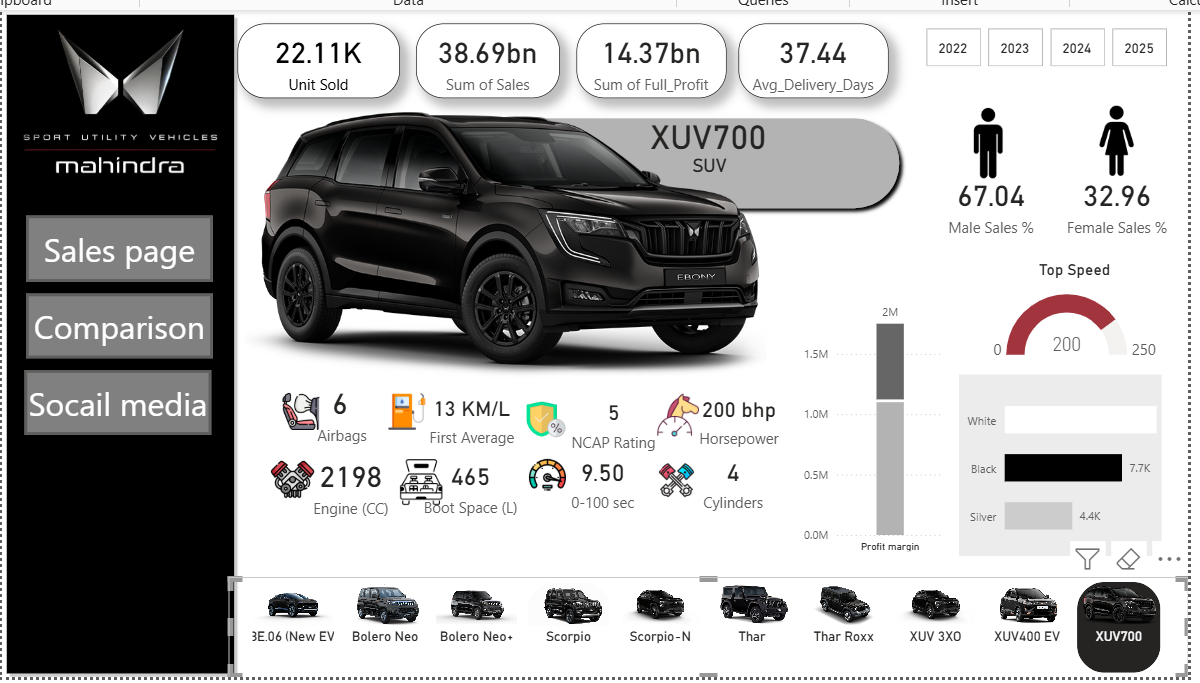 Data
Queries
22.11K
Unit Sold
38.69bn
Sum of Sales
14.37bn
Sum of Full_Profit
37.44
Avg_Delivery_Days
2022
2023
2024
2025
SPORT UTILITY VEHICLES
mahindra
Sales page
Comparison
Socail media
XUV700
SUV
EBONY
67.04
Male Sales %
32.96
Female Sales %
Top Speed
0
200
250
2M
1.5M
1.0M
0.5M
0.0M
Profit margin
White
Black
7.7K
Silver
4.4K
6
Airbags
13 KM/L
First Average
5
NCAP Rating
200 bhp
Horsepower
2198
Engine (CC)
465
Boot Space (L)
9.50
0-100 sec
4
Cylinders
3E.06 (New EV
Bolero Neo
Bolero Neo+
Scorpio
Scorpio-N
Thar
Thar Roxx
XUV 3XO
XUV400 EV
XUV700